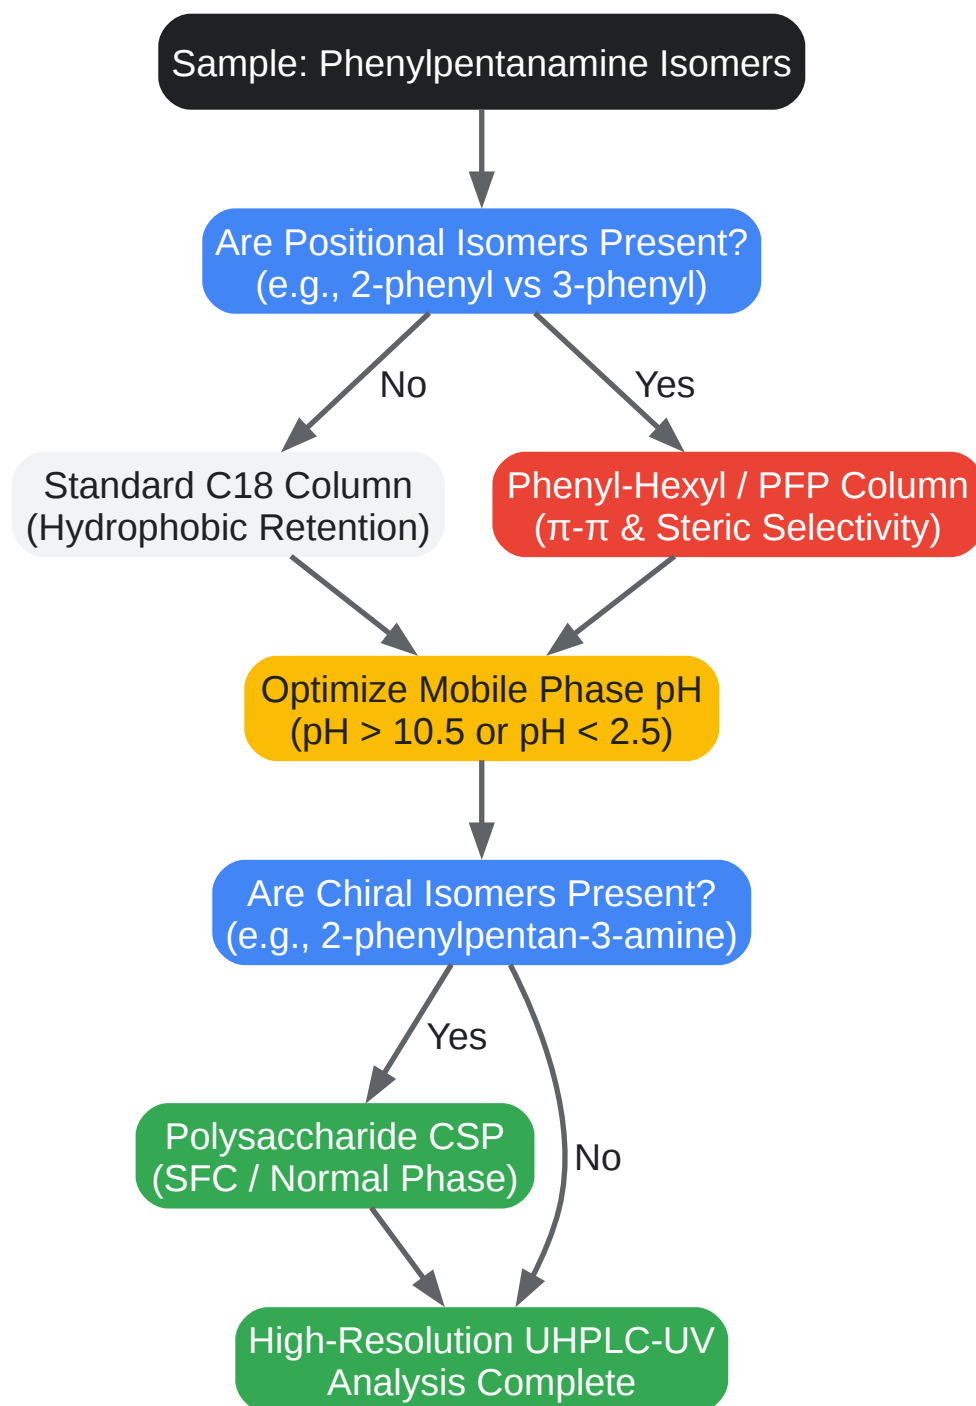 Sample: Phenylpentanamine Isomers
Are Positional Isomers Present?
(e.g., 2-phenyl vs 3-phenyl)
No
Yes
Standard C18 Column
(Hydrophobic Retention)
Phenyl-Hexyl / PFP Column
(π-π & Steric Selectivity)
Optimize Mobile Phase pH
(pH > 10.5 or pH < 2.5)
Are Chiral Isomers Present?
(e.g., 2-phenylpentan-3-amine)
Yes
No
Polysaccharide CSP
(SFC / Normal Phase)
High-Resolution UHPLC-UV
Analysis Complete